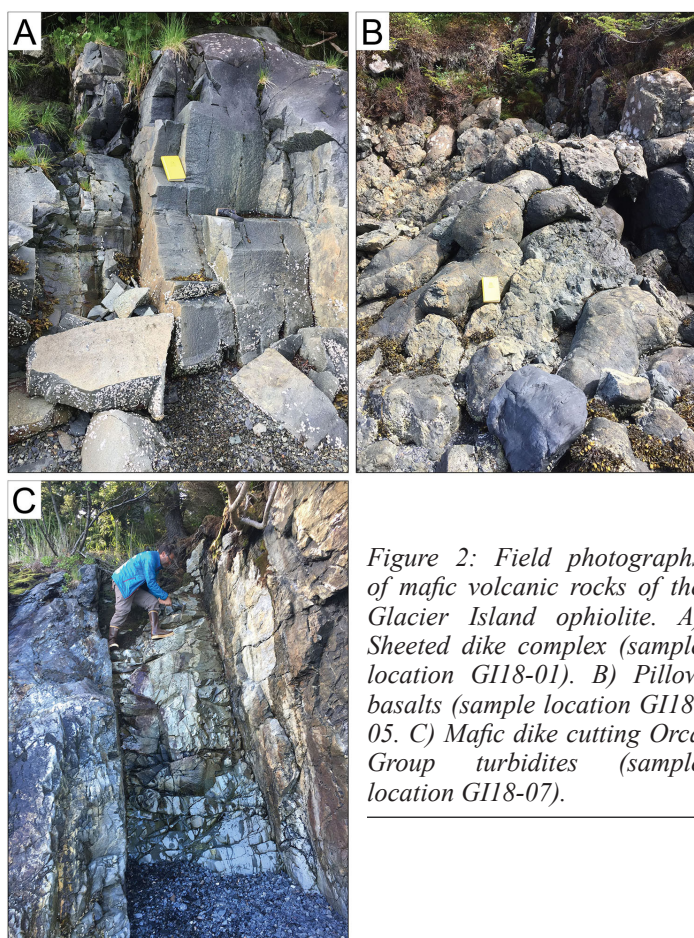 A
B
C
Figure 2: Field photographs
of mafic volcanic rocks of the
Glacier Island ophiolite. A)
Sheeted dike complex (sample
location GI18-01). B) Pillow
basalts (sample location GI18-
05. C) Mafic dike cutting Orca
Group turbidites (sample
location GI18-07).